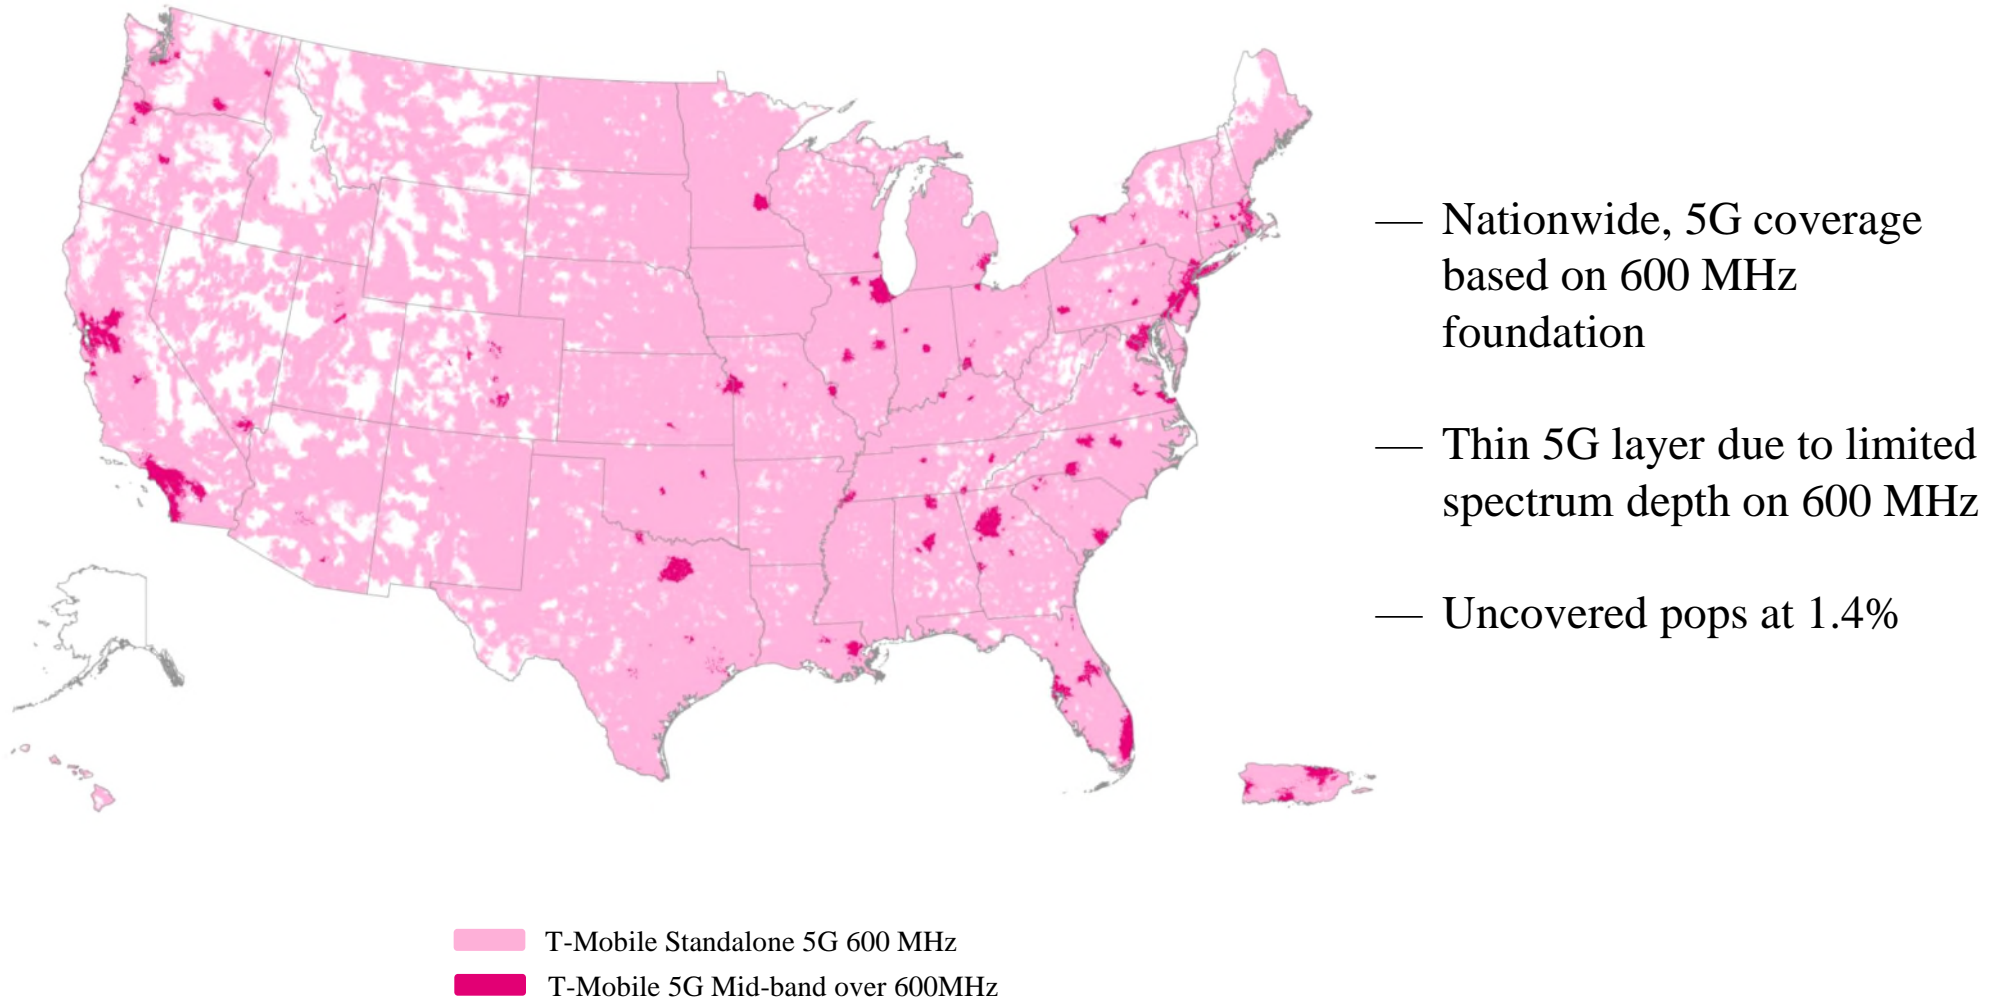 — Nationwide, 5G coverage
based on 600 MHz
foundation
— Thin 5G layer due to limited
spectrum depth on 600 MHz
— Uncovered pops at 1.4%
T-Mobile Standalone 5G 600 MHz
T-Mobile 5G Mid-band over 600MHz